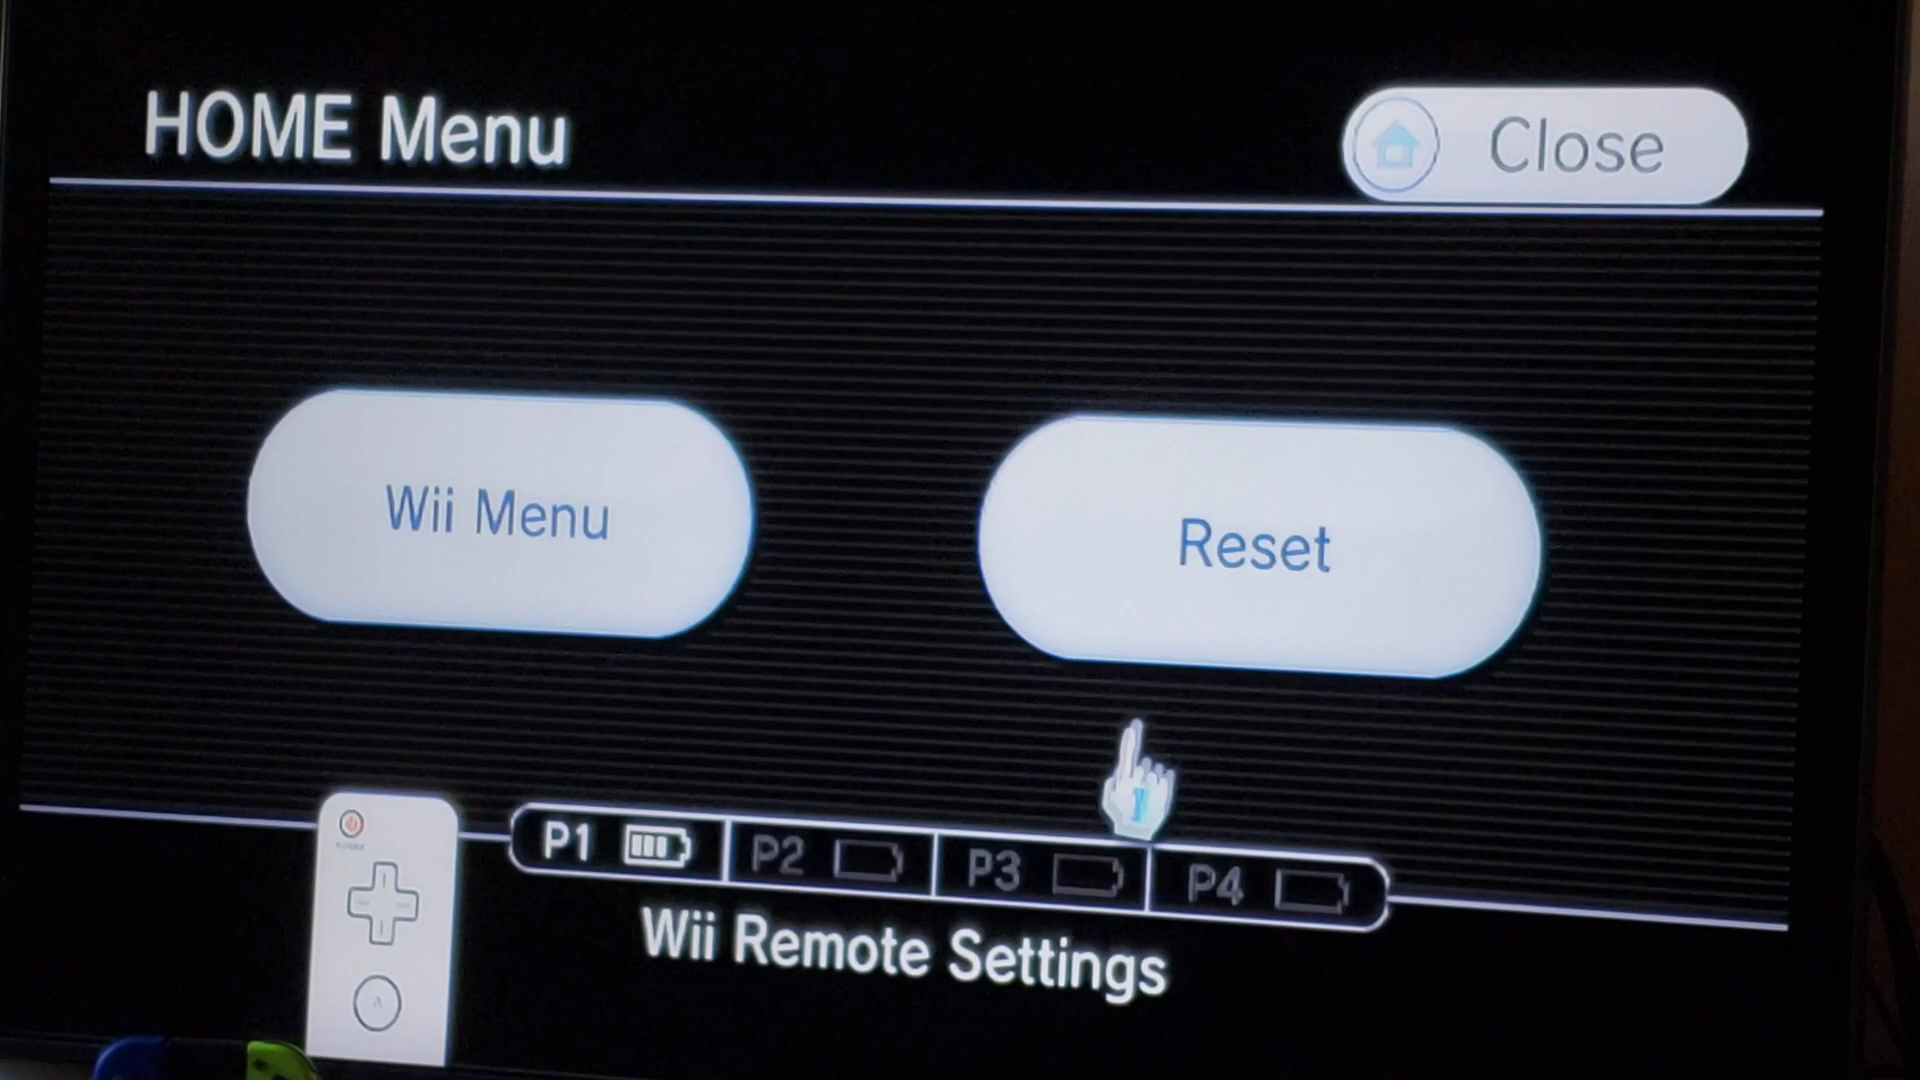 HOME Menu
Close
Wii Menu
Reset
P1
P2
P3
P4
Wii Remote Settings
A